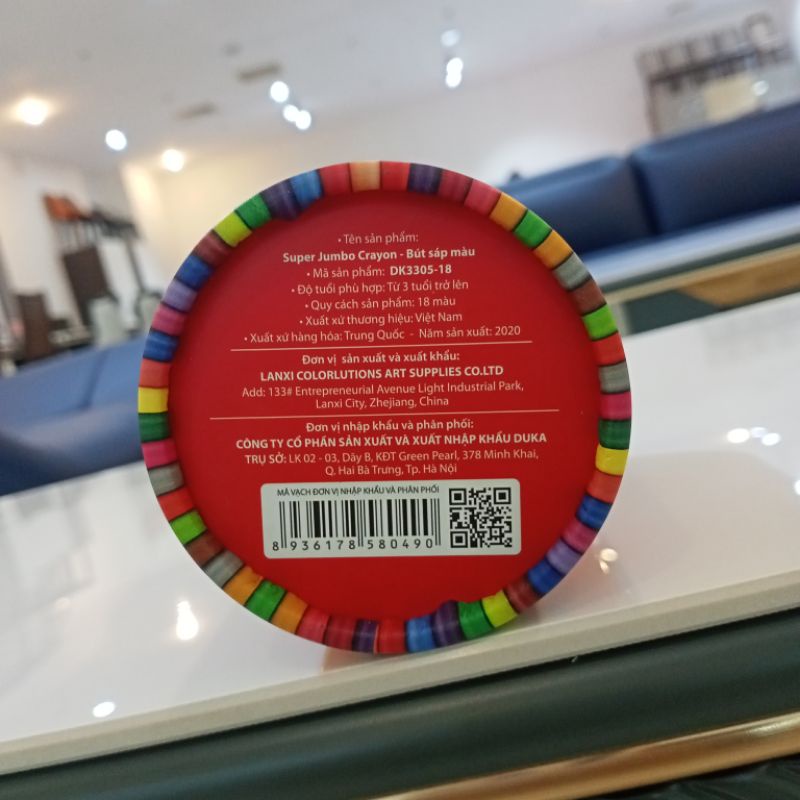 • Tên sản phẩm:
Super Jumbo Crayon - Bút sáp màu
• Mã sản phẩm: DK3305-18
• Độ tuổi phù hợp: Từ 3 tuổi trở lên
• Quy cách sản phẩm: 18 màu
• Xuất xứ thương hiệu: Việt Nam
• Xuất xứ hàng hóa: Trung Quốc - Năm sản xuất: 2020
Đơn vị sản xuất và xuất khẩu:
LANXI COLORLUTIONS ART SUPPLIES CO.LTD
Add: 133# Entrepreneurial Avenue Light Industrial Park,
Lanxi City, Zhejiang, China
Đơn vị nhập khẩu và phân phối:
CÔNG TY CỔ PHẦN SẢN XUẤT VÀ XUẤT NHẬP KHẨU DUKA
TRỤ SỞ: LK 02 - 03, Dãy B, KĐT Green Pearl, 378 Minh Khai,
Q. Hai Bà Trưng, Tp. Hà Nội
MÃ VẠCH ĐƠN VỊ NHẬP KHẨU VÀ PHÂN PHỐI
8 936178 580490